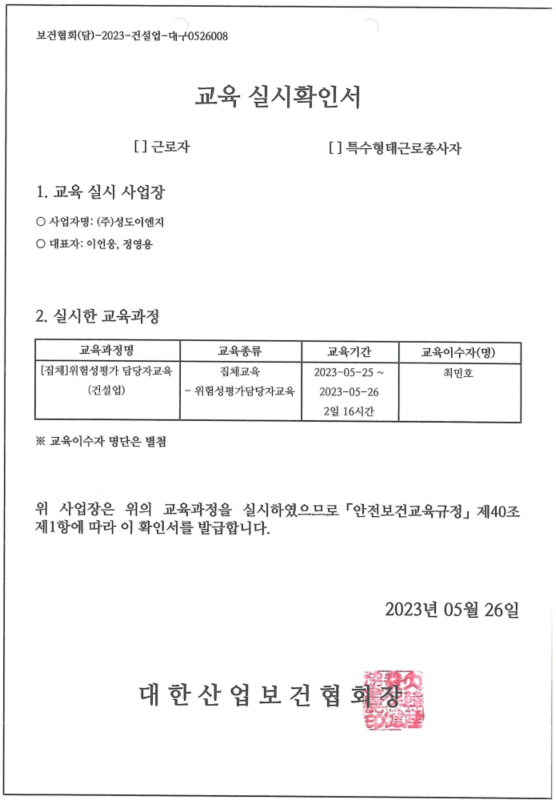 보건협회(담)-2023-건설업-대구0526008
교육 실시확인서
[ ] 근로자 [ ] 특수형태근로종사자
1. 교육 실시 사업장
○ 사업자명: (주)성도이엔지
○ 대표자: 이언웅, 정영용
2. 실시한 교육과정
교육과정명 교육종류 교육기간 교육이수자(명)
[집체]위험성평가 담당자교육 집체교육 2023-05-25 ~ 최민호
(건설업) - 위험성평가담당자교육 2023-05-26
2일 16시간
※ 교육이수자 명단은 별첨
위 사업장은 위의 교육과정을 실시하였으므로「안전보건교육규정」제40조
제1항에 따라 이 확인서를 발급합니다.
2023년 05월 26일
대한산업보건협회장